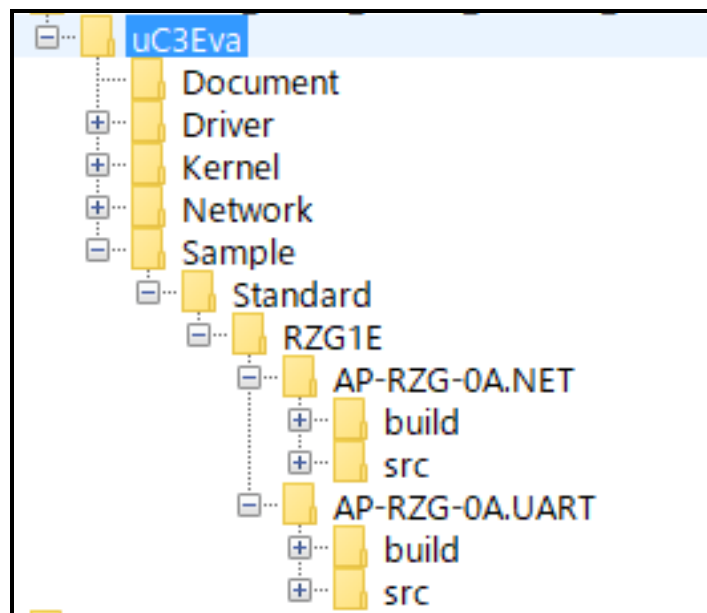 uC3Eva
Document
Driver
Kernel
Network
Sample
Standard
RZG1E
AP-RZG-0A.NET
build
src
AP-RZG-0A.UART
build
src